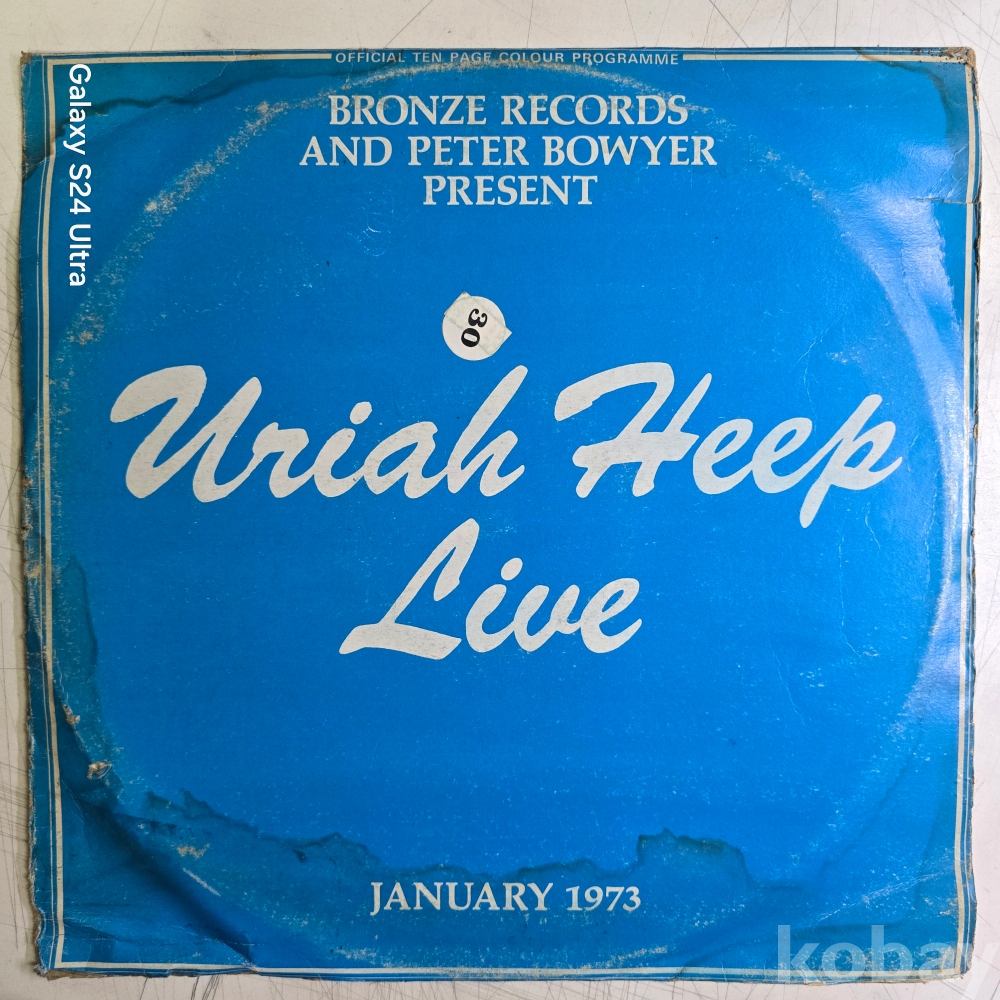 OFFICIAL TEN PAGE COLOUR PROGRAMME
BRONZE RECORDS
AND PETER BOWYER
PRESENT
30
Uriah Heep
Live
JANUARY 1973
Galaxy S24 Ultra
kobay